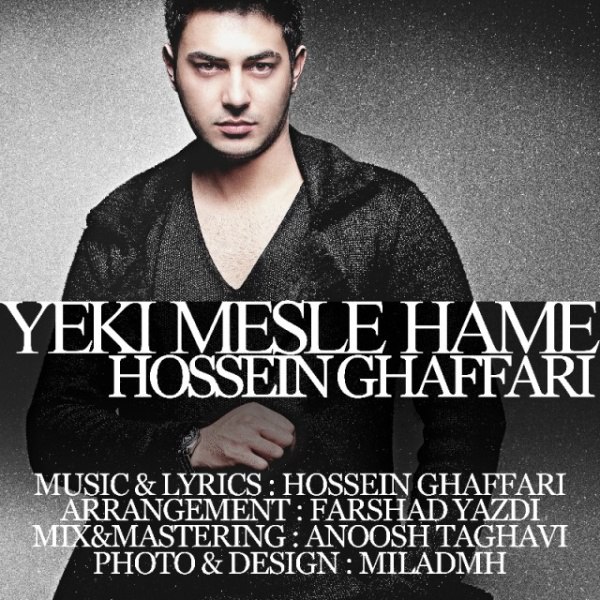 YEKI MESLE HAME
HOSSEIN GHAFFARI
MUSIC & LYRICS : HOSSEIN GHAFFARI
ARRANGEMENT : FARSHAD YAZDI
MIX&MASTERING : ANOOSH TAGHAVI
PHOTO & DESIGN : MILADMH